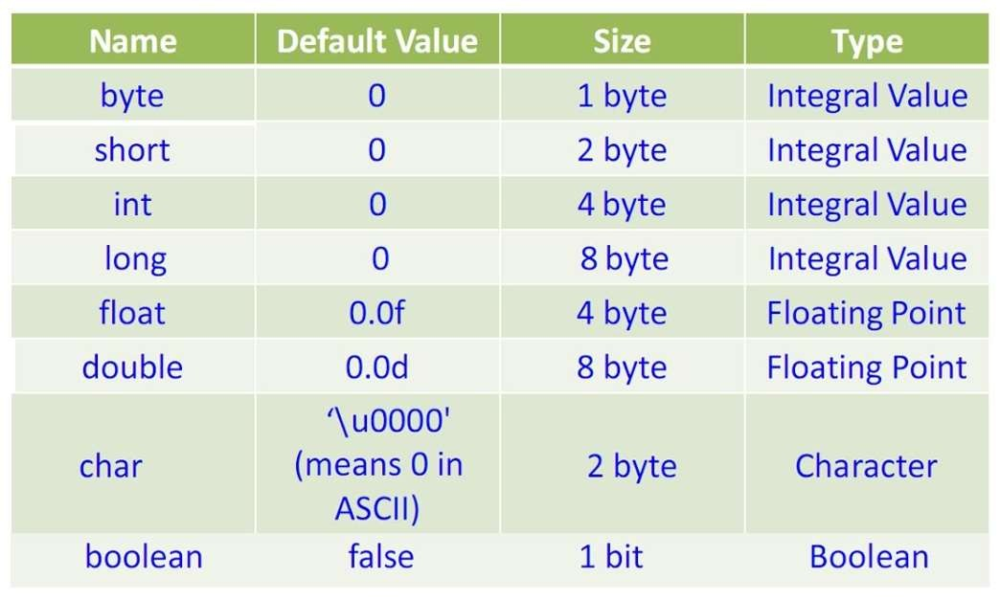 Name Default Value Size Type
byte 0 1 byte Integral Value
short 0 2 byte Integral Value
int 0 4 byte Integral Value
long 0 8 byte Integral Value
float 0.0f 4 byte Floating Point
double 0.0d 8 byte Floating Point
char ‘\u0000' (means 0 in ASCII) 2 byte Character
boolean false 1 bit Boolean